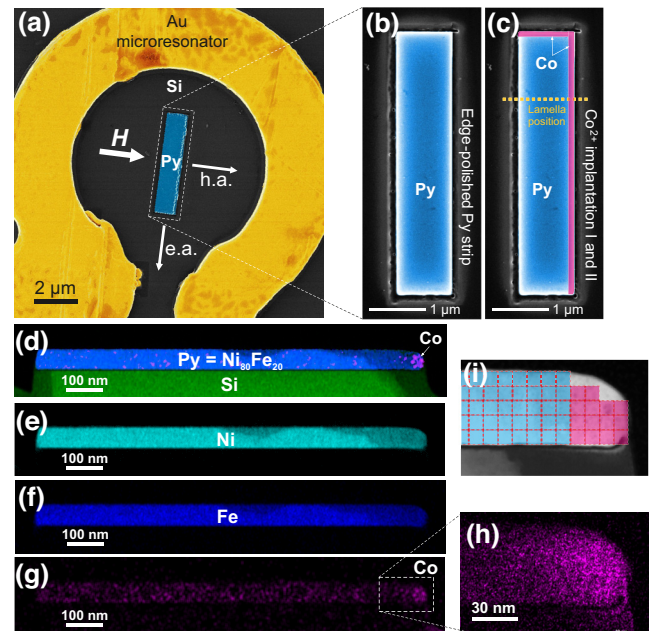 (a)
Au
microresonator
Si
H
Py
h.a.
e.a.
2 μm
(b)
Py
Edge-polished Py strip
1 μm
(c)
Co
Lamella
position
Py
Co²⁺ implantation I and II
1 μm
(d)
Co
Py = Ni₈₀Fe₂₀
100 nm
Si
(e)
Ni
100 nm
(f)
Fe
100 nm
(g)
Co
100 nm
(i)
(h)
30 nm